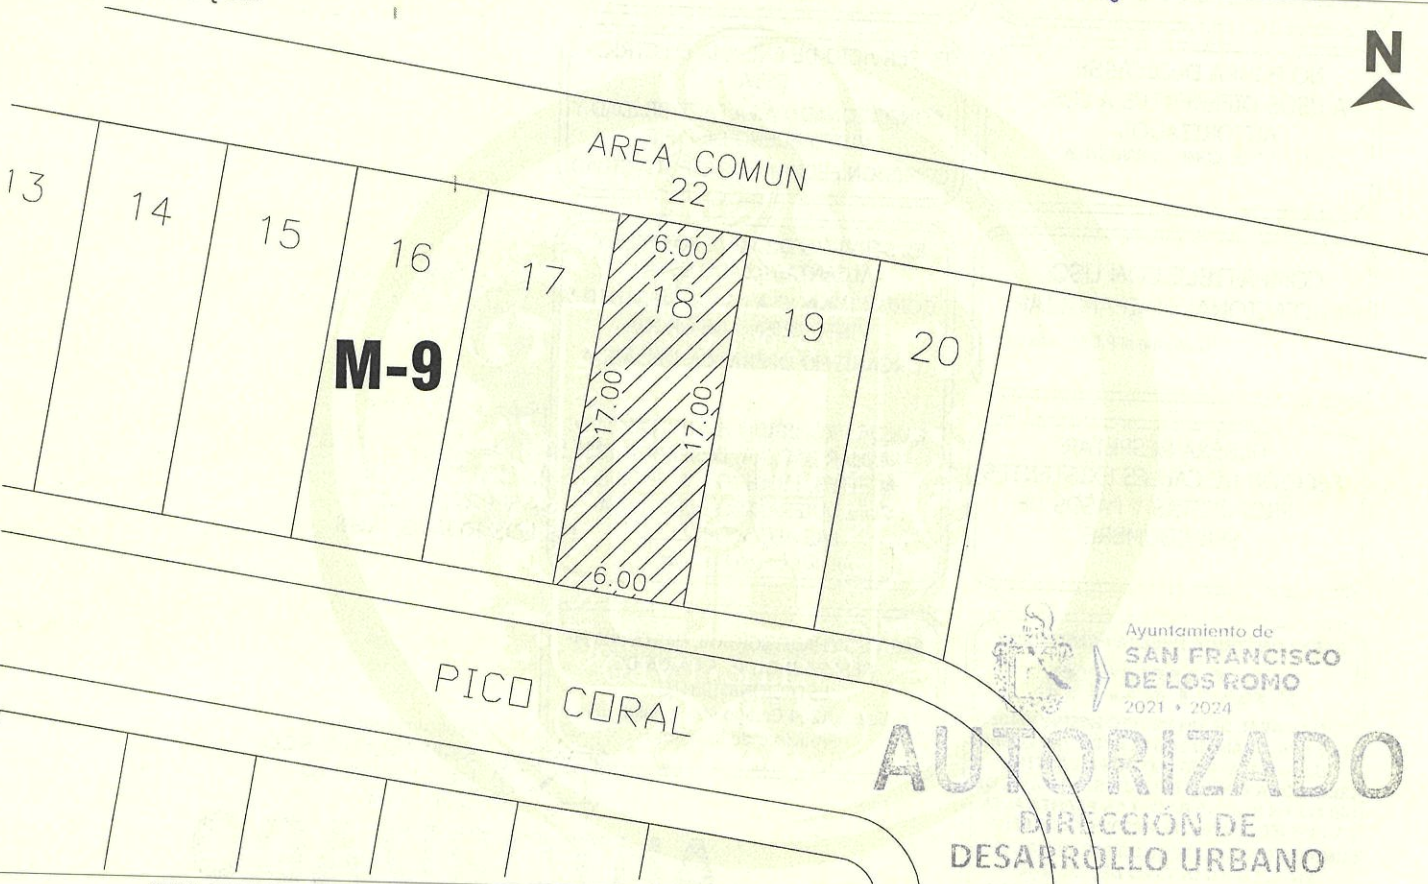 N
AREA COMUN
22
13
14
15
16
17
18
19
20
6.00
17.00
17.00
6.00
M-9
PICO CORAL
Ayuntamiento de
SAN FRANCISCO
DE LOS ROMO
2021 • 2024
AUTORIZADO
DIRECCIÓN DE
DESARROLLO URBANO